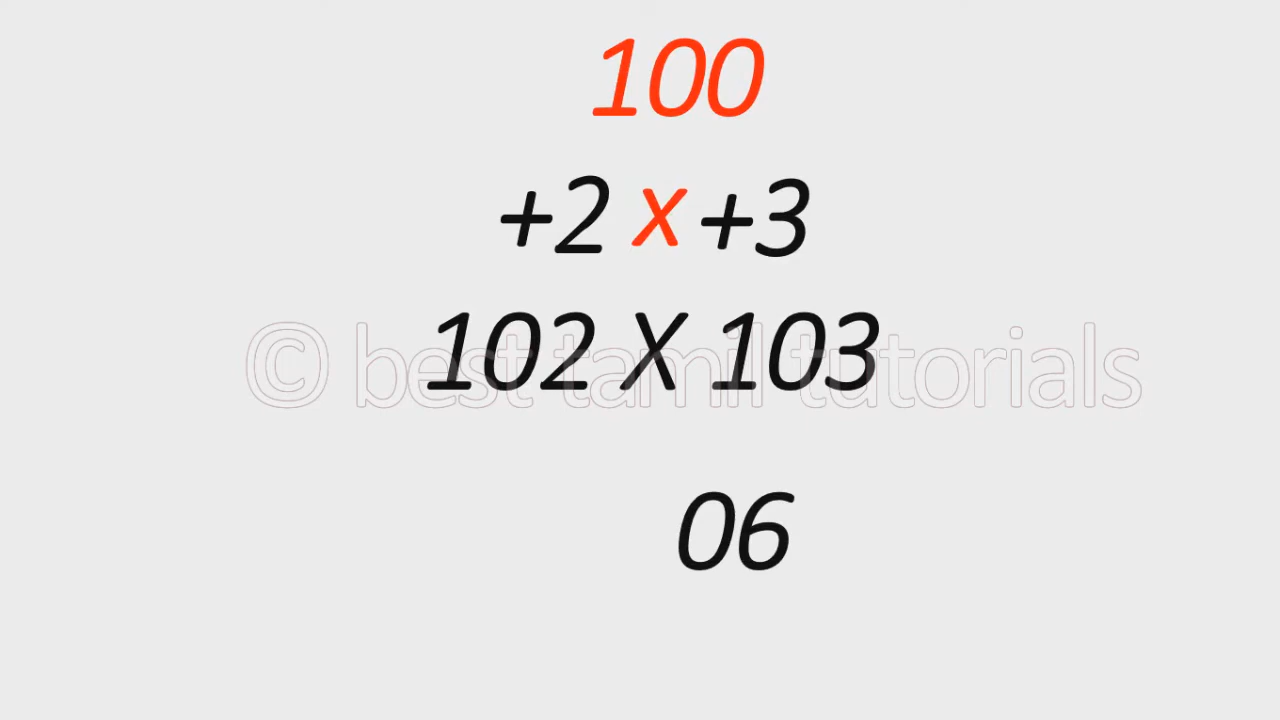 100
+2 x +3
102 X 103
© best tamil tutorials
06